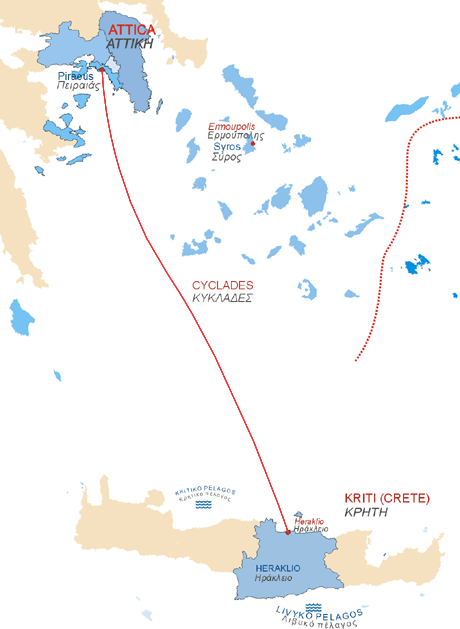 ATTICA
ΑΤΤΙΚΗ
Piraeus
Πειραιάς
Ermoupolis
Ερμούπολης
Syros
Σύρος
CYCLADES
ΚΥΚΛΑΔΕΣ
KRITIKO PELAGOS
Κρητικό πέλαγος
KRITI (CRETE)
ΚΡΗΤΗ
Heraklio
Ηράκλειο
HERAKLIO
Ηράκλειο
LIVYKO PELAGOS
Λιβυκό πέλαγος